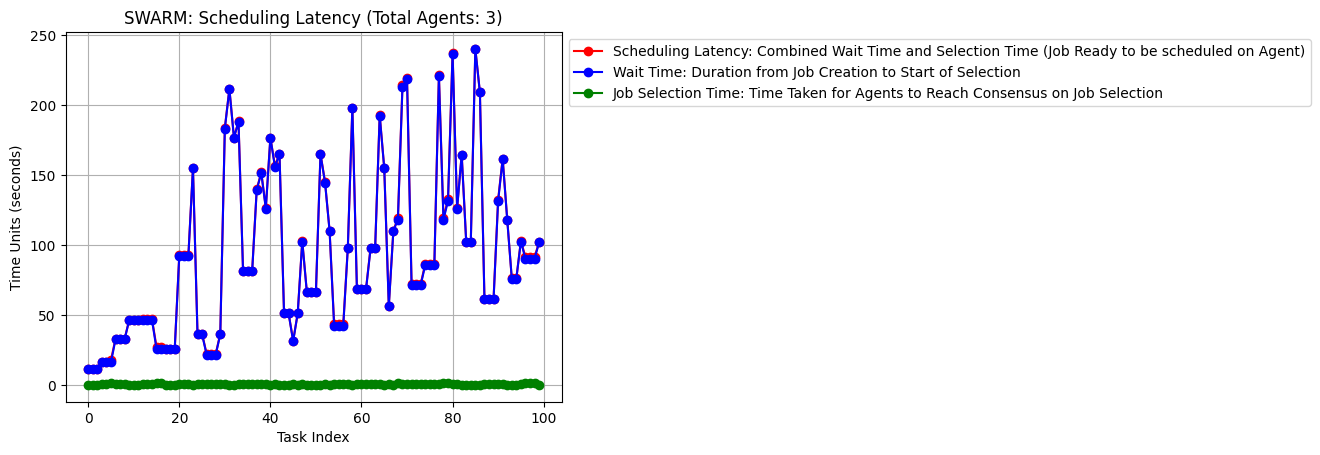 SWARM: Scheduling Latency (Total Agents: 3)
Scheduling Latency: Combined Wait Time and Selection Time (Job Ready to be scheduled on Agent)
Wait Time: Duration from Job Creation to Start of Selection
Job Selection Time: Time Taken for Agents to Reach Consensus on Job Selection
Time Units (seconds)
250
200
150
100
50
0
0 20 40 60 80 100
Task Index